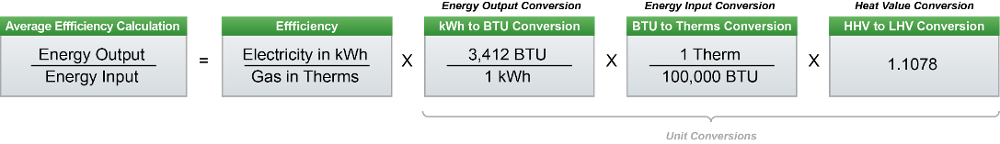 Energy Output Conversion
Energy Input Conversion
Heat Value Conversion
Average Effficiency Calculation
Effficiency
kWh to BTU Conversion
BTU to Therms Conversion
HHV to LHV Conversion
Energy Output
Energy Input
=
Electricity in kWh
Gas in Therms
X
3,412 BTU
1 kWh
X
1 Therm
100,000 BTU
X
1.1078
Unit Conversions